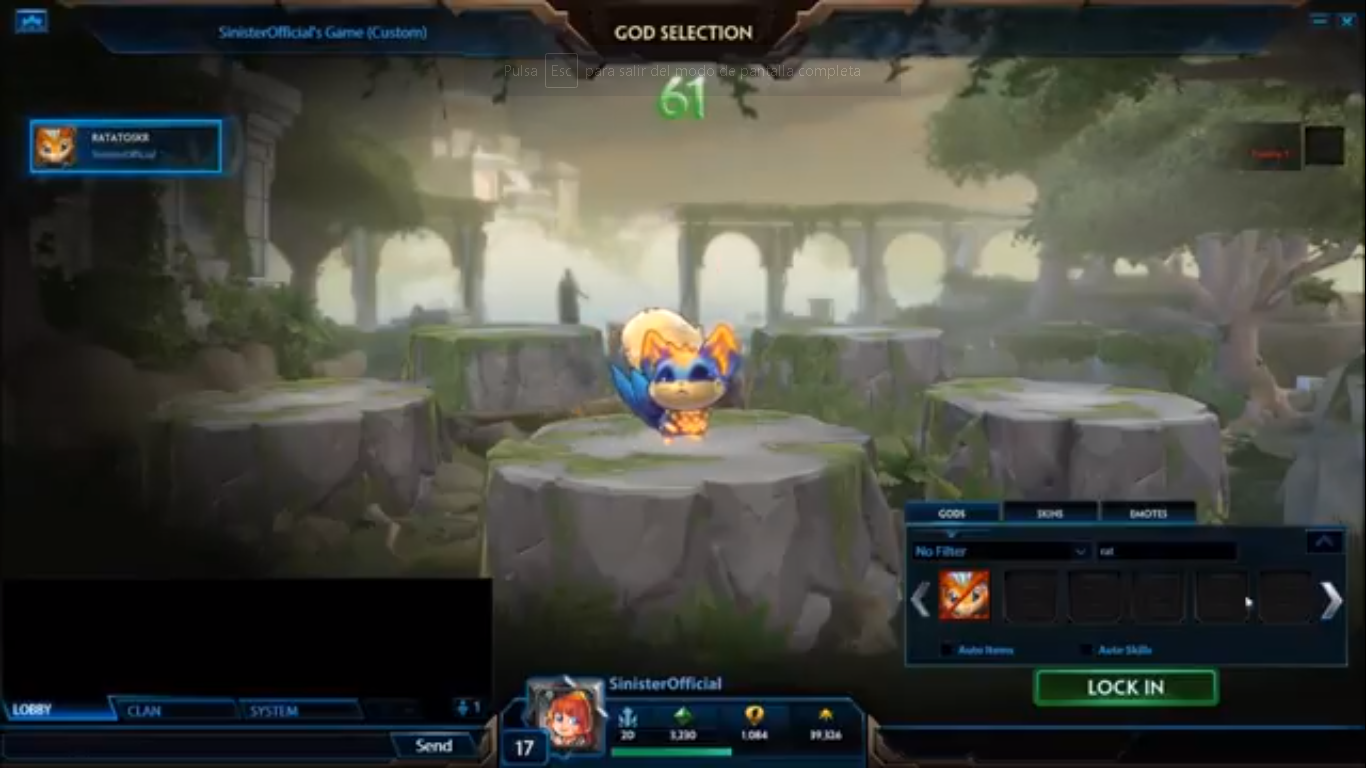 SinisterOfficial's Game (Custom)
GOD SELECTION
Pulsa Esc para salir del modo de pantalla completa
61
RATATOSKR
SinisterOfficial
GODS
SKINS
EMOTES
No Filter
rat
Auto Items
Auto Skills
LOCK IN
SinisterOfficial
LOBBY
CLAN
SYSTEM
1
20
3,230
1,084
39,326
Send
17